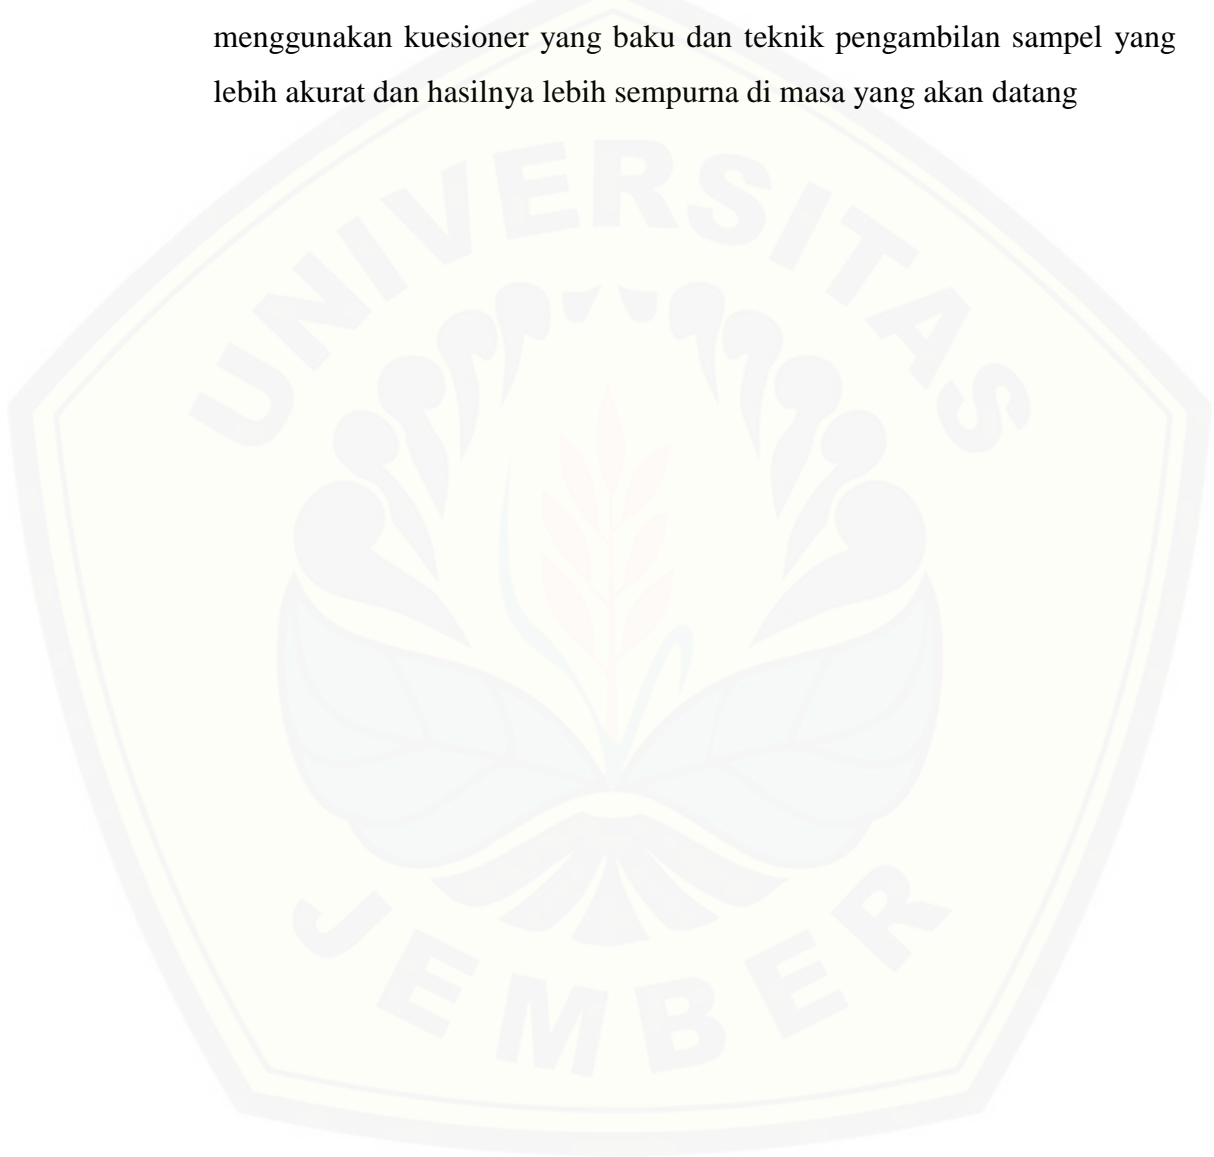 menggunakan kuesioner yang baku dan teknik pengambilan sampel yang
lebih akurat dan hasilnya lebih sempurna di masa yang akan datang
UNIVERSITAS
JEMBER